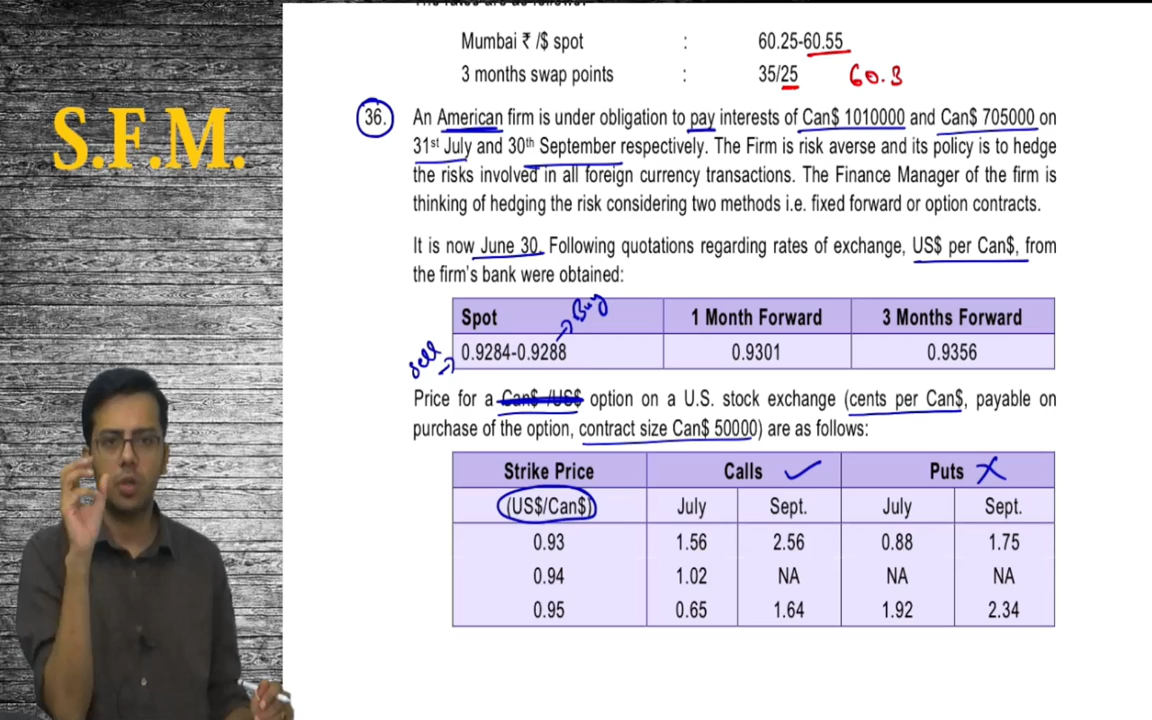 S.F.M.
Mumbai ₹ /$ spot : 60.25-60.55
3 months swap points : 35/25 60.3
36. An American firm is under obligation to pay interests of Can$ 1010000 and Can$ 705000 on
31st July and 30th September respectively. The Firm is risk averse and its policy is to hedge
the risks involved in all foreign currency transactions. The Finance Manager of the firm is
thinking of hedging the risk considering two methods i.e. fixed forward or option contracts.
It is now June 30. Following quotations regarding rates of exchange, US$ per Can$, from
the firm's bank were obtained:
Buy
Spot 1 Month Forward 3 Months Forward
Sell
0.9284-0.9288 0.9301 0.9356
Price for a Can$ /US$ option on a U.S. stock exchange (cents per Can$, payable on
purchase of the option, contract size Can$ 50000) are as follows:
Strike Price Calls Puts
(US$/Can$) July Sept. July Sept.
0.93 1.56 2.56 0.88 1.75
0.94 1.02 NA NA NA
0.95 0.65 1.64 1.92 2.34